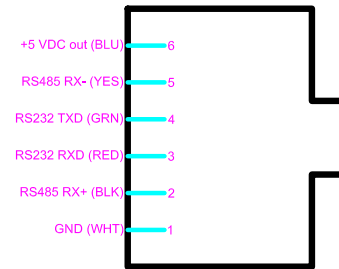 +5 VDC out (BLU) 6
RS485 RX- (YES) 5
RS232 TXD (GRN) 4
RS232 RXD (RED) 3
RS485 RX+ (BLK) 2
GND (WHT) 1